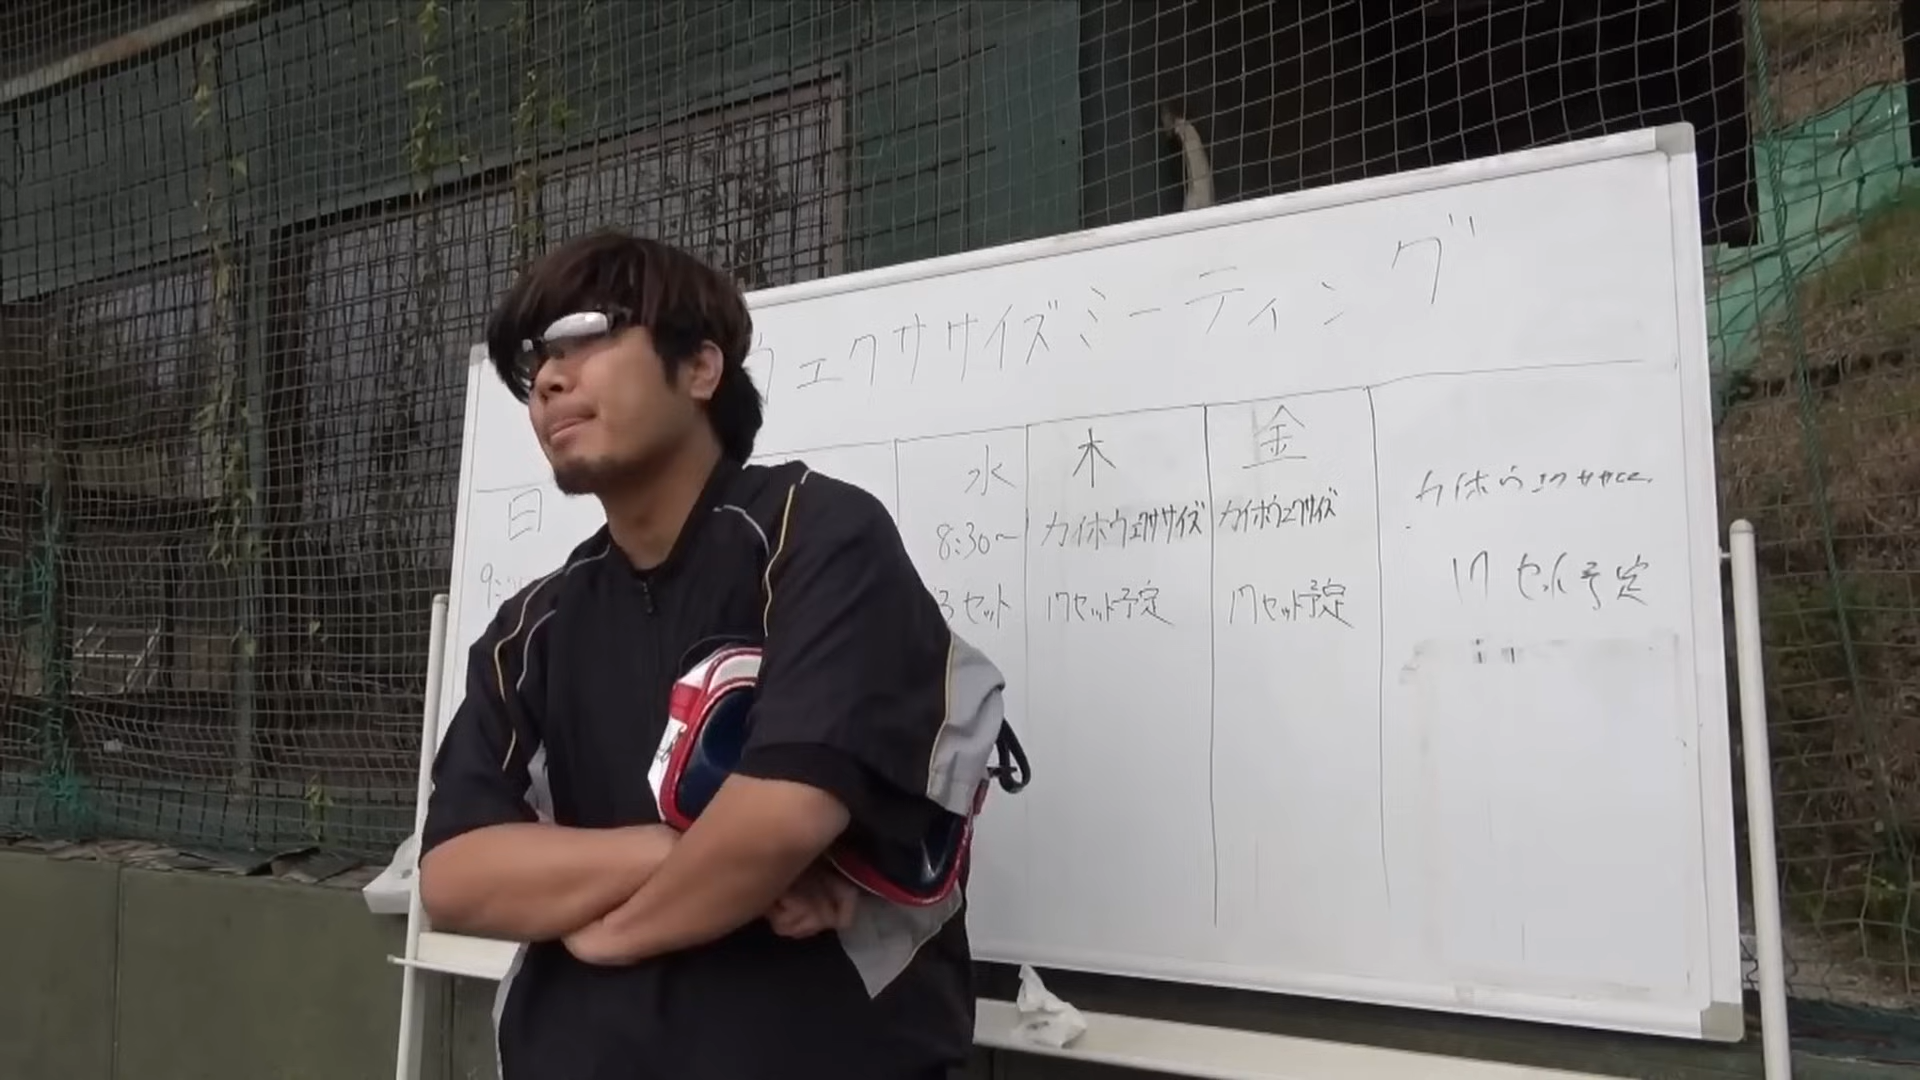 ウェクササイズミーティング
日 水 木 金
8:30〜 カイホウェクササイズ カイホウエクサイズ
3セット 17セット予定 17セット予定 17セット予定